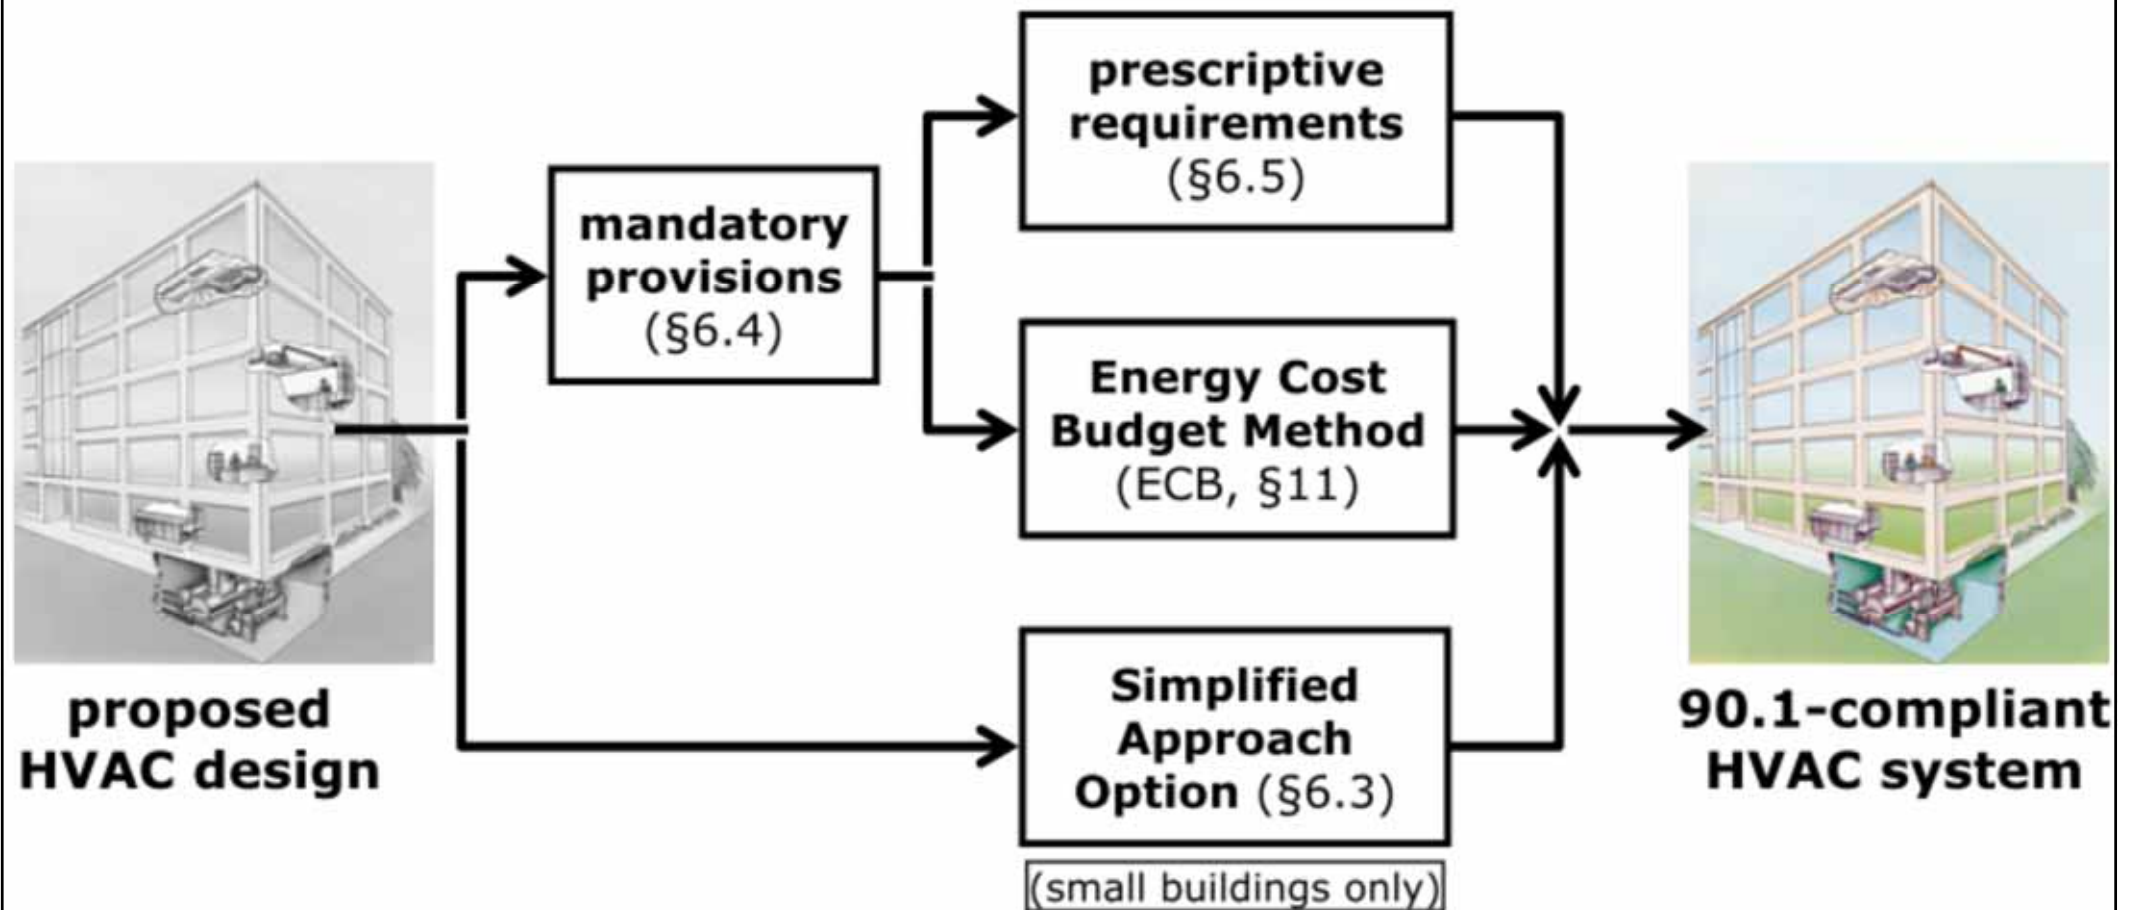 proposed
HVAC design
mandatory
provisions
(§6.4)
prescriptive
requirements
(§6.5)
Energy Cost
Budget Method
(ECB, §11)
Simplified
Approach
Option (§6.3)
(small buildings only)
90.1-compliant
HVAC system